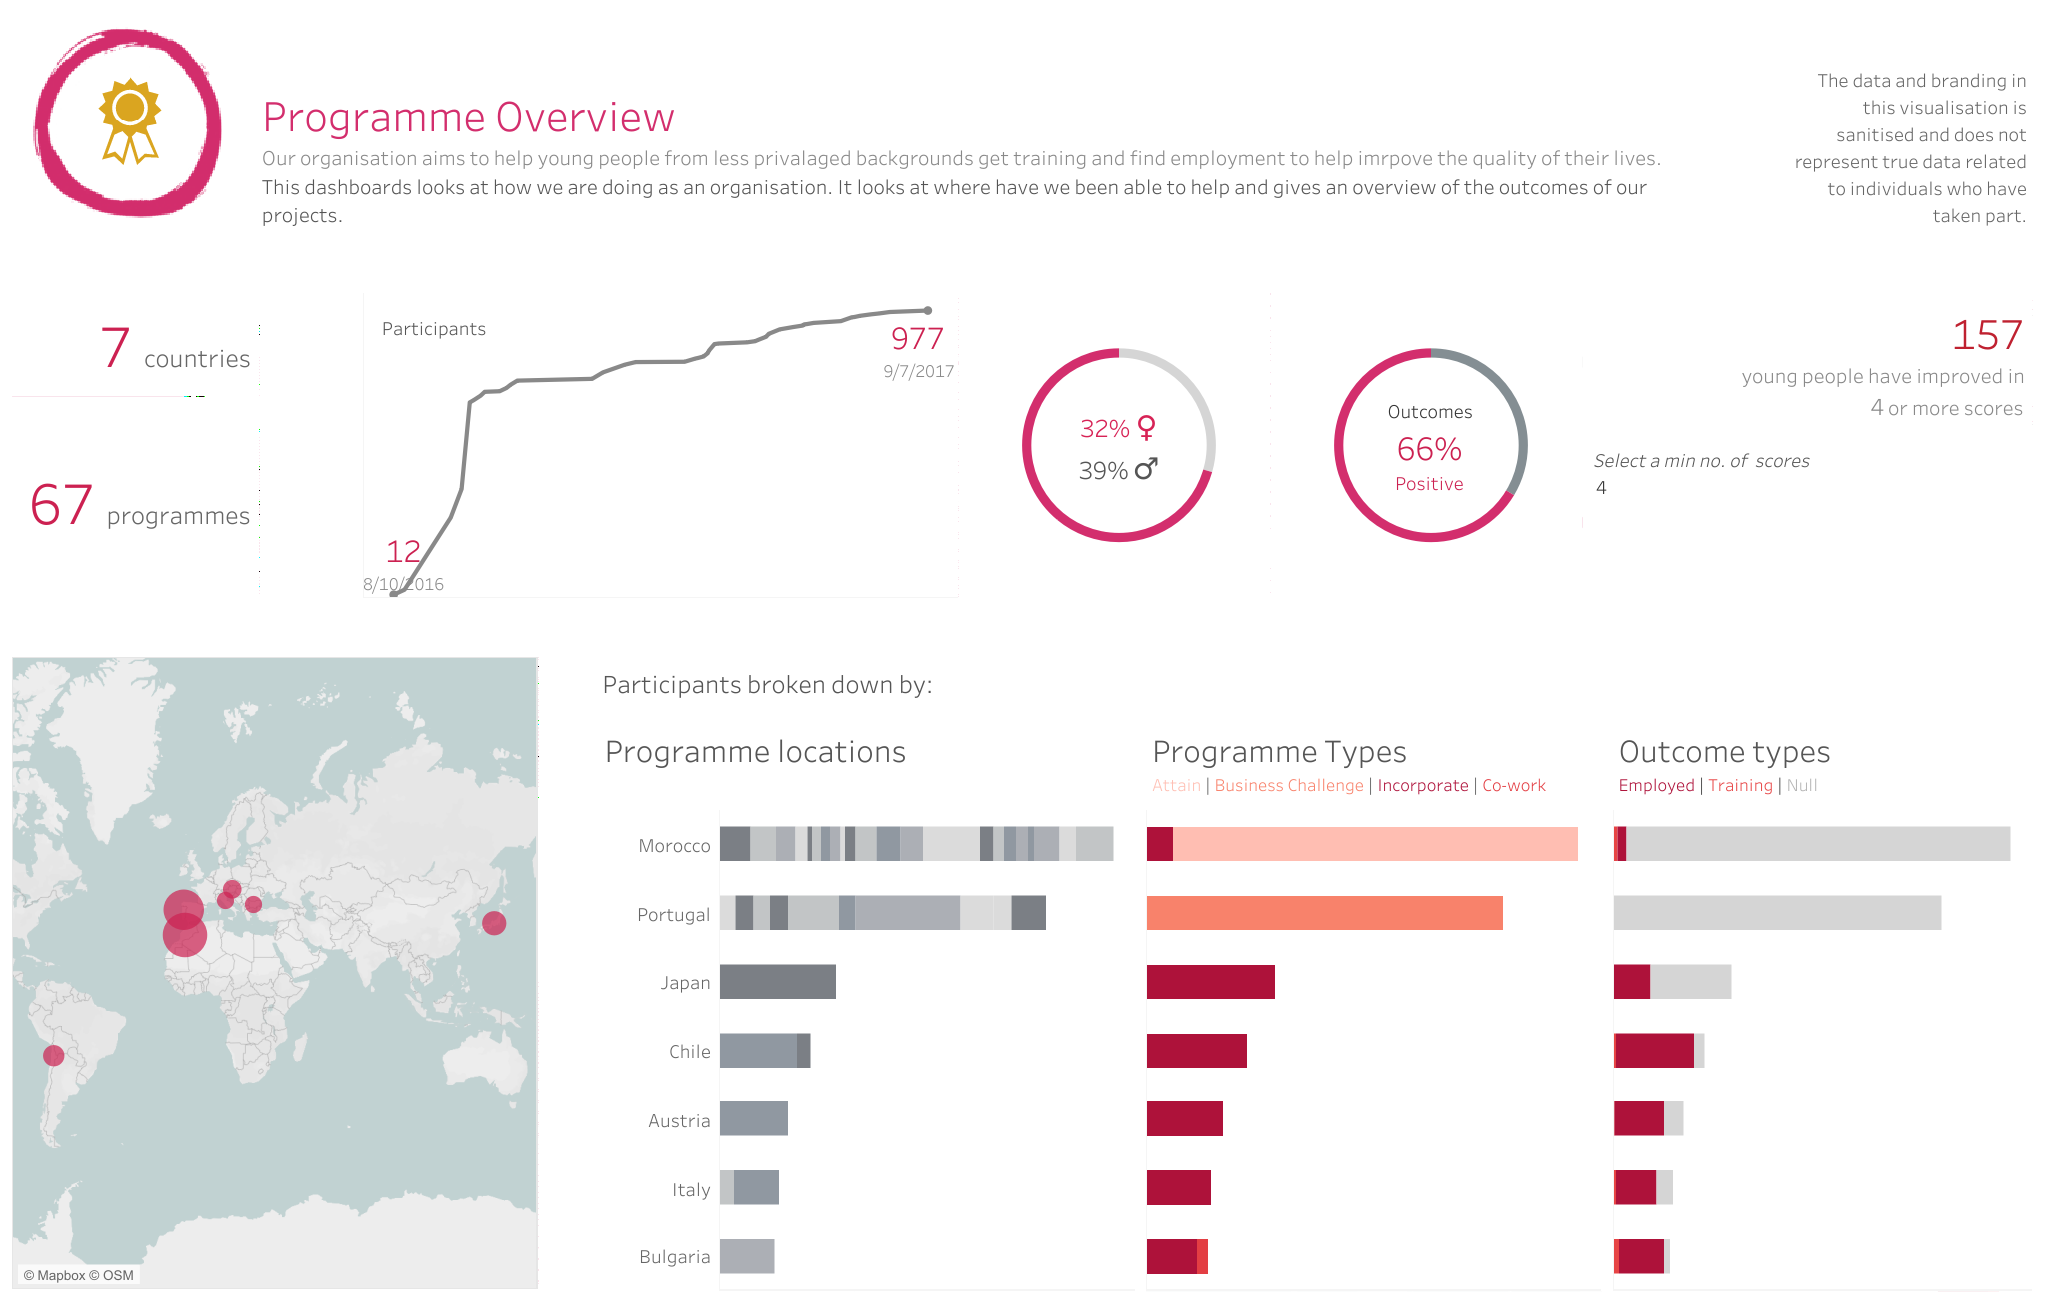 Programme Overview
Our organisation aims to help young people from less privalaged backgrounds get training and find employment to help imrpove the quality of their lives.
This dashboards looks at how we are doing as an organisation. It looks at where have we been able to help and gives an overview of the outcomes of our
projects.
The data and branding in
this visualisation is
sanitised and does not
represent true data related
to individuals who have
taken part.
7 countries
67 programmes
Participants
977
9/7/2017
12
8/10/2016
32% ♀
39% ♂
Outcomes
66%
Positive
157
young people have improved in
4 or more scores
Select a min no. of scores
4
© Mapbox © OSM
Participants broken down by:
Programme locations
Programme Types
Attain | Business Challenge | Incorporate | Co-work
Outcome types
Employed | Training | Null
Morocco
Portugal
Japan
Chile
Austria
Italy
Bulgaria